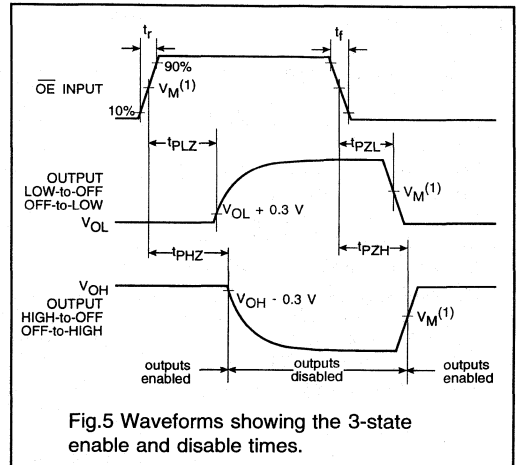 tr
tf
90%
OE INPUT
VM(1)
10%
tPLZ
tPZL
OUTPUT
LOW-to-OFF
OFF-to-LOW
VOL
VOL + 0.3 V
VM(1)
tPHZ
tPZH
VOH
OUTPUT
HIGH-to-OFF
OFF-to-HIGH
VOH - 0.3 V
VM(1)
outputs
enabled
outputs
disabled
outputs
enabled
Fig.5 Waveforms showing the 3-state
enable and disable times.